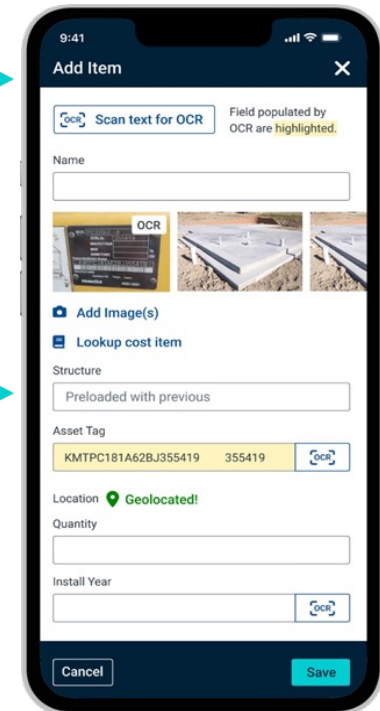 9:41
Add Item
OCR Scan text for OCR
Field populated by
OCR are highlighted.
Name
OCR
Add Image(s)
Lookup cost item
Structure
Preloaded with previous
Asset Tag
KMTPC181A62BJ355419 355419 OCR
Location Geolocated!
Quantity
Install Year
OCR
Cancel Save